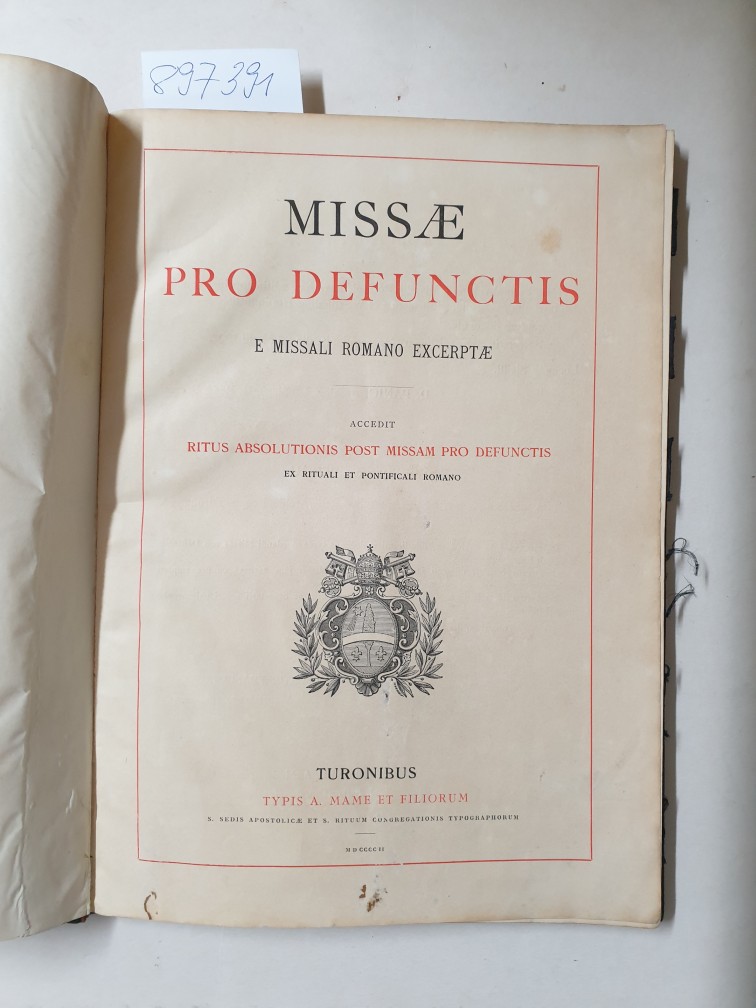 897391
MISSÆ
PRO DEFUNCTIS
E MISSALI ROMANO EXCERPTÆ
ACCEDIT
RITUS ABSOLUTIONIS POST MISSAM PRO DEFUNCTIS
EX RITUALI ET PONTIFICALI ROMANO
TURONIBUS
TYPIS A. MAME ET FILIORUM
S. SEDIS APOSTOLICÆ ET S. RITUUM CONGREGATIONIS TYPOGRAPHORUM
MDCCCCII